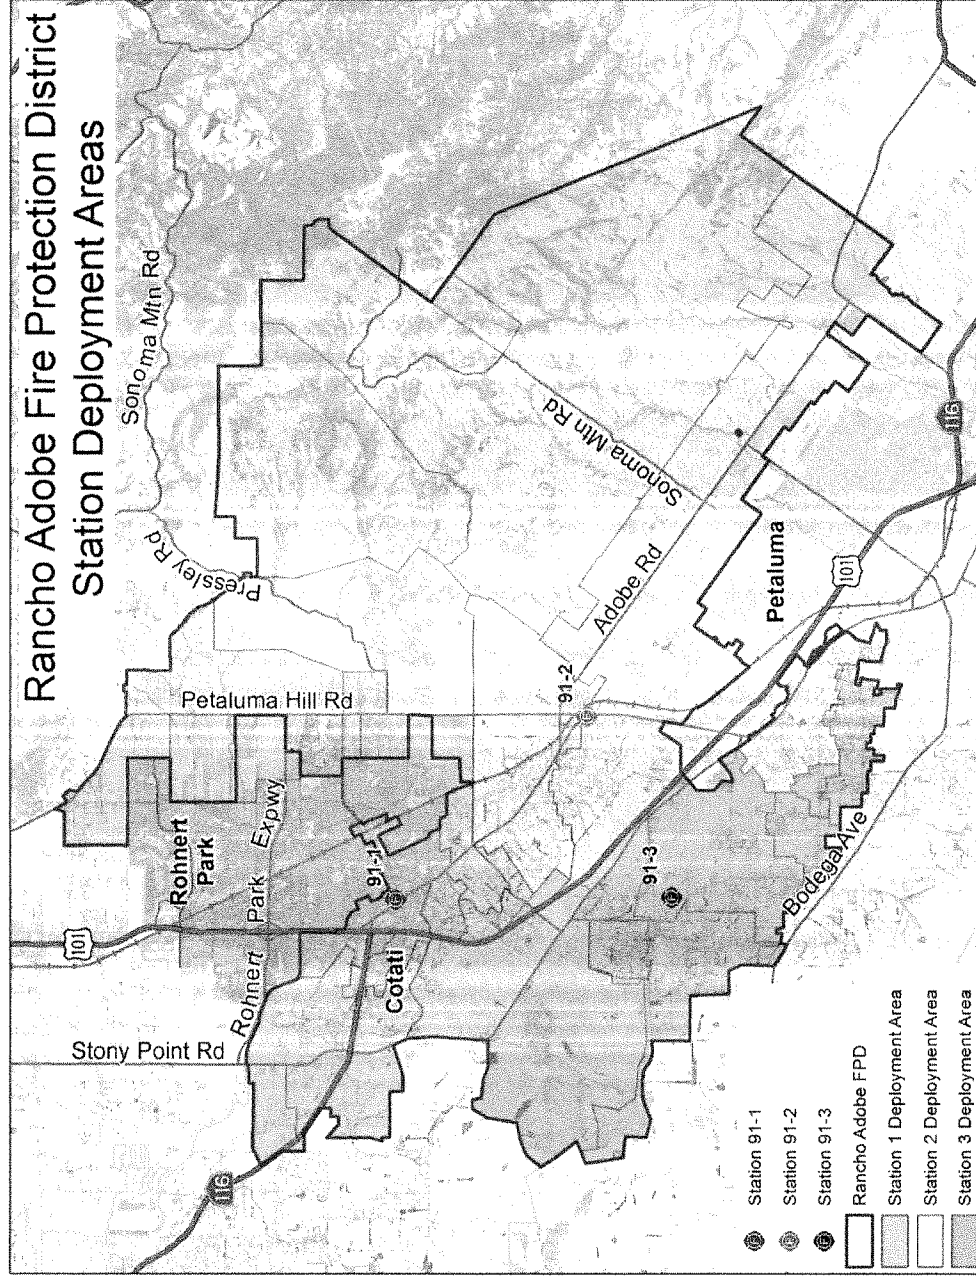 Rancho Adobe Fire Protection District
Station Deployment Areas
Sonoma Mtn Rd
Pressley Rd
Petaluma Hill Rd
Rohnert
Park
Rohnert Park Expwy
101
Stony Point Rd
91-1
Cotati
116
91-2
Adobe Rd
Sonoma Mtn Rd
91-3
Petaluma
101
116
Bodega Ave
Station 91-1
Station 91-2
Station 91-3
Rancho Adobe FPD
Station 1 Deployment Area
Station 2 Deployment Area
Station 3 Deployment Area